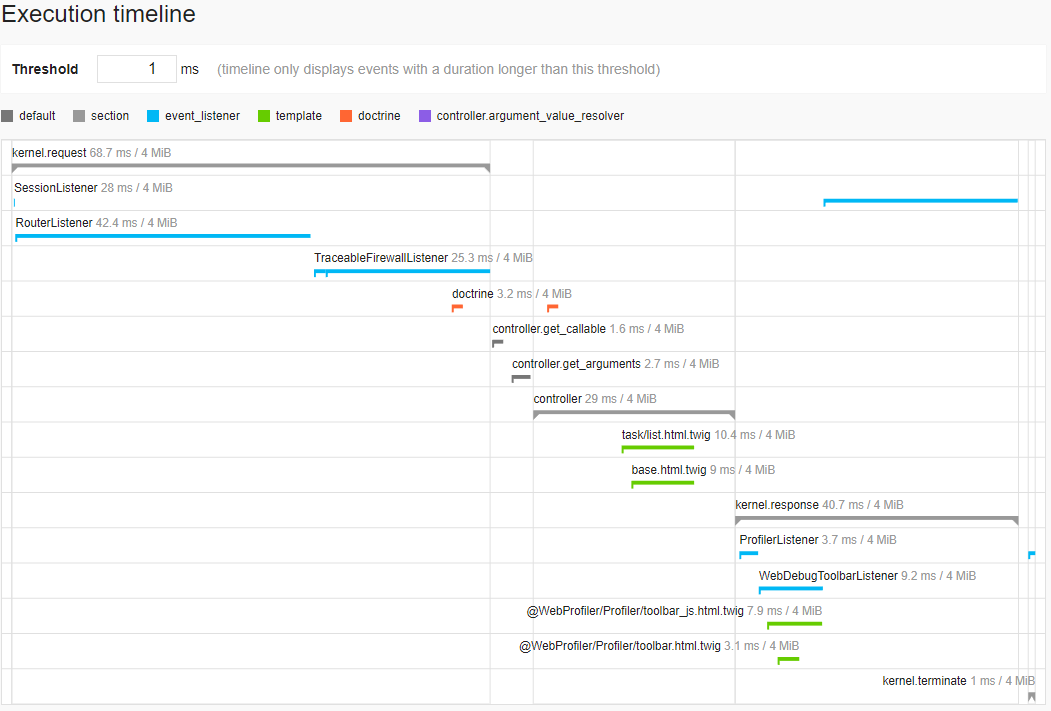 Execution timeline
Threshold 1 ms (timeline only displays events with a duration longer than this threshold)
default section event_listener template doctrine controller.argument_value_resolver
kernel.request 68.7 ms / 4 MiB
SessionListener 28 ms / 4 MiB
RouterListener 42.4 ms / 4 MiB
TraceableFirewallListener 25.3 ms / 4 MiB
doctrine 3.2 ms / 4 MiB
controller.get_callable 1.6 ms / 4 MiB
controller.get_arguments 2.7 ms / 4 MiB
controller 29 ms / 4 MiB
task/list.html.twig 10.4 ms / 4 MiB
base.html.twig 9 ms / 4 MiB
kernel.response 40.7 ms / 4 MiB
ProfilerListener 3.7 ms / 4 MiB
WebDebugToolbarListener 9.2 ms / 4 MiB
@WebProfiler/Profiler/toolbar_js.html.twig 7.9 ms / 4 MiB
@WebProfiler/Profiler/toolbar.html.twig 3.1 ms / 4 MiB
kernel.terminate 1 ms / 4 MiB